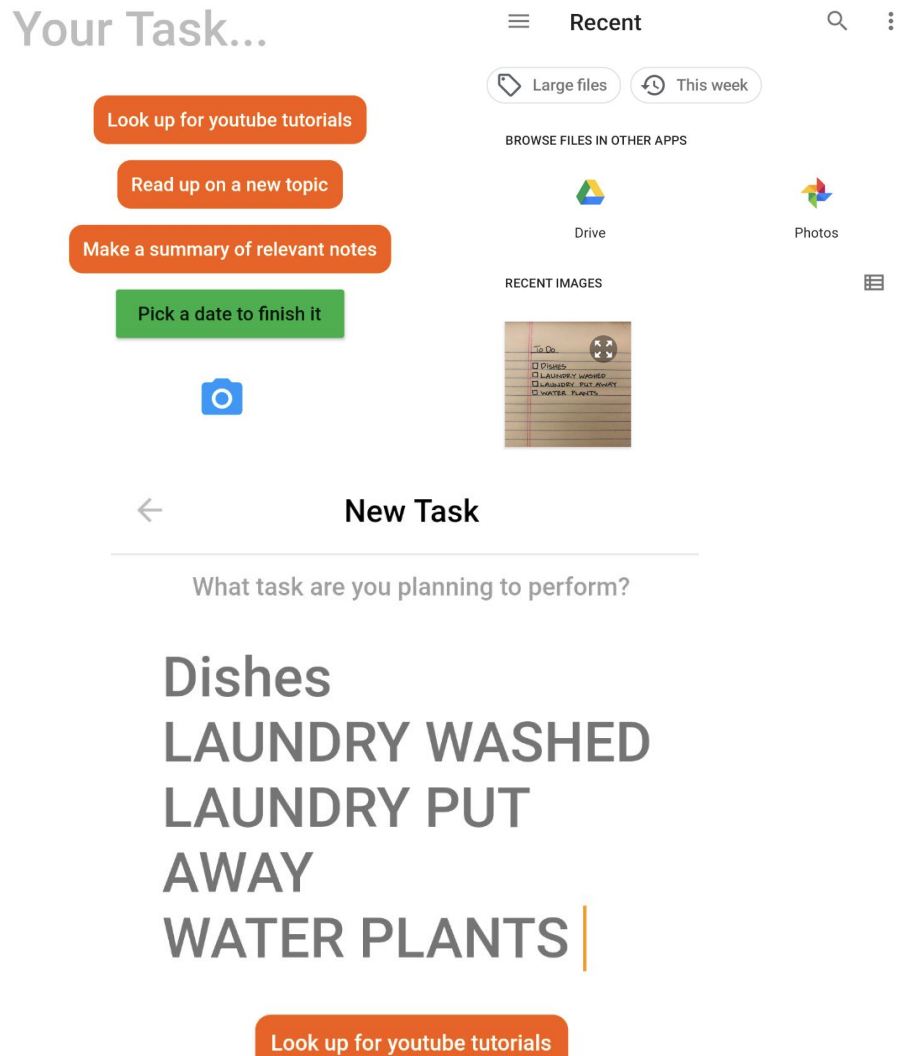 Your Task...
Look up for youtube tutorials
Read up on a new topic
Make a summary of relevant notes
Pick a date to finish it
Recent
Large files
This week
BROWSE FILES IN OTHER APPS
Drive
Photos
RECENT IMAGES
To Do
DISHES
LAUNDRY WASHED
LAUNDRY PUT AWAY
WATER PLANTS
New Task
What task are you planning to perform?
Dishes
LAUNDRY WASHED
LAUNDRY PUT
AWAY
WATER PLANTS
Look up for youtube tutorials